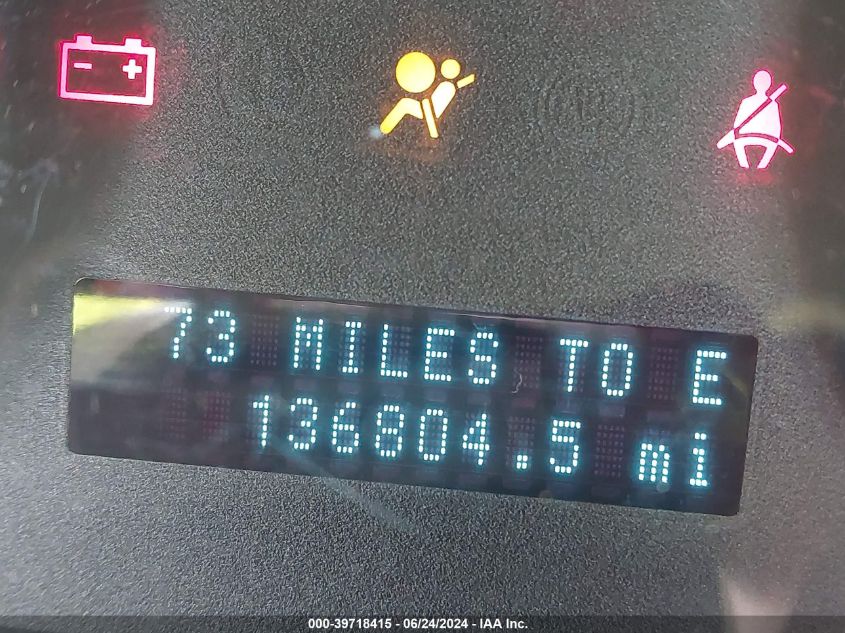 73 MILES TO E
136804.5 mi
000-39718415 - 06/24/2024 - IAA Inc.